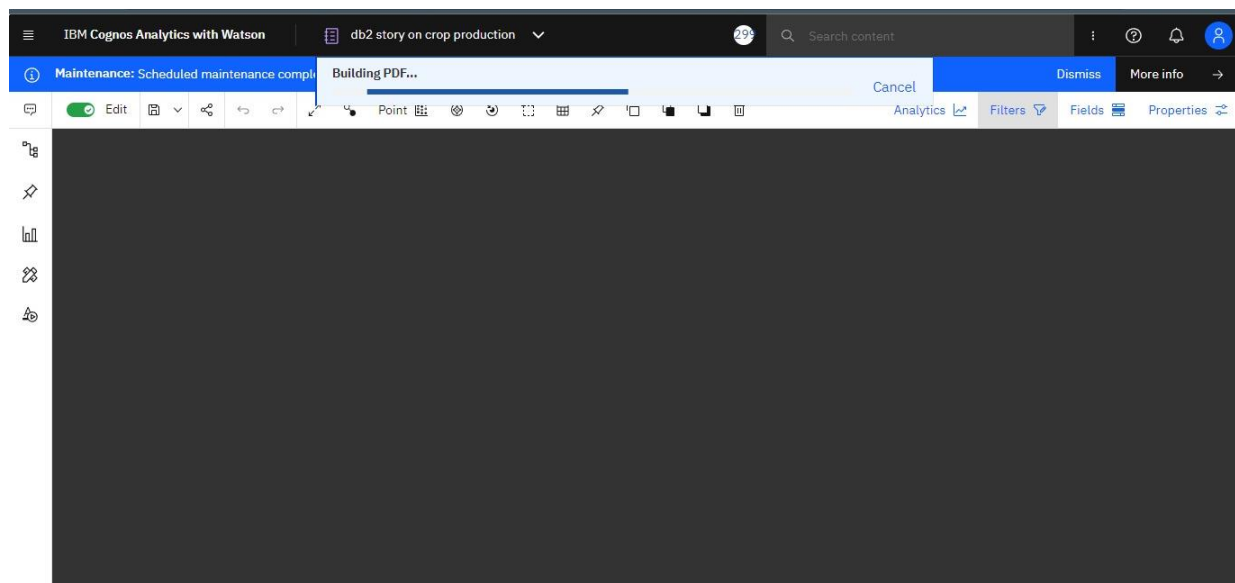 IBM Cognos Analytics with Watson
db2 story on crop production
299
Search content
Maintenance: Scheduled maintenance
Building PDF...
Cancel
Dismiss
More info
Edit
Point
Analytics
Filters
Fields
Properties